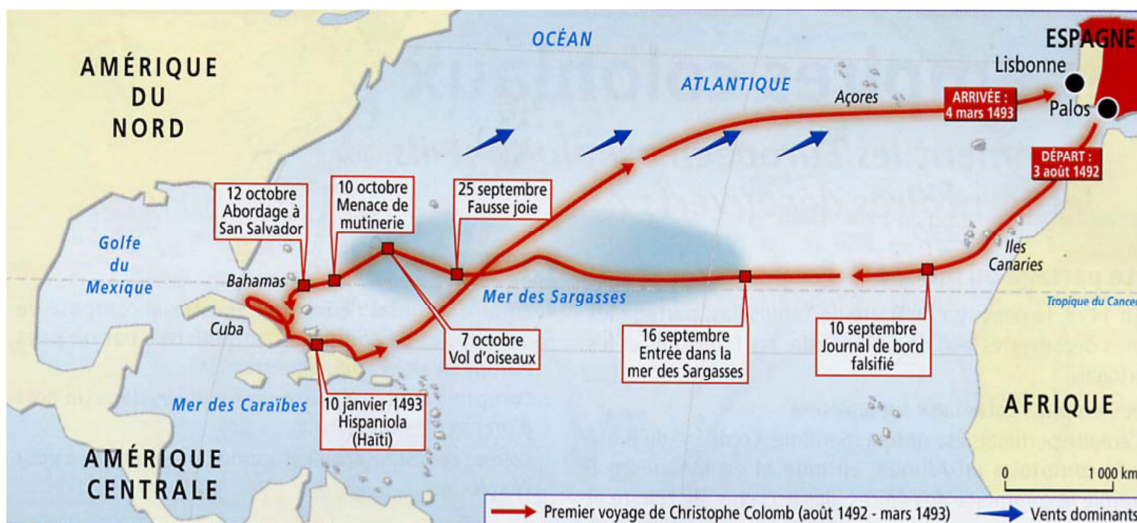 OCÉAN
ATLANTIQUE
AMÉRIQUE
DU
NORD
ESPAGNE
Lisbonne
Palos
Açores
ARRIVÉE :
4 mars 1493
DÉPART :
3 août 1492
12 octobre
Abordage à
San Salvador
10 octobre
Menace de
mutinerie
25 septembre
Fausse joie
Iles
Canaries
Golfe
du
Mexique
Bahamas
Mer des Sargasses
Tropique du Cancer
Cuba
7 octobre
Vol d'oiseaux
16 septembre
Entrée dans la
mer des Sargasses
10 septembre
Journal de bord
falsifié
Mer des Caraïbes
10 janvier 1493
Hispaniola
(Haïti)
AFRIQUE
AMÉRIQUE
CENTRALE
0 1 000 km
Premier voyage de Christophe Colomb (août 1492 - mars 1493) Vents dominants